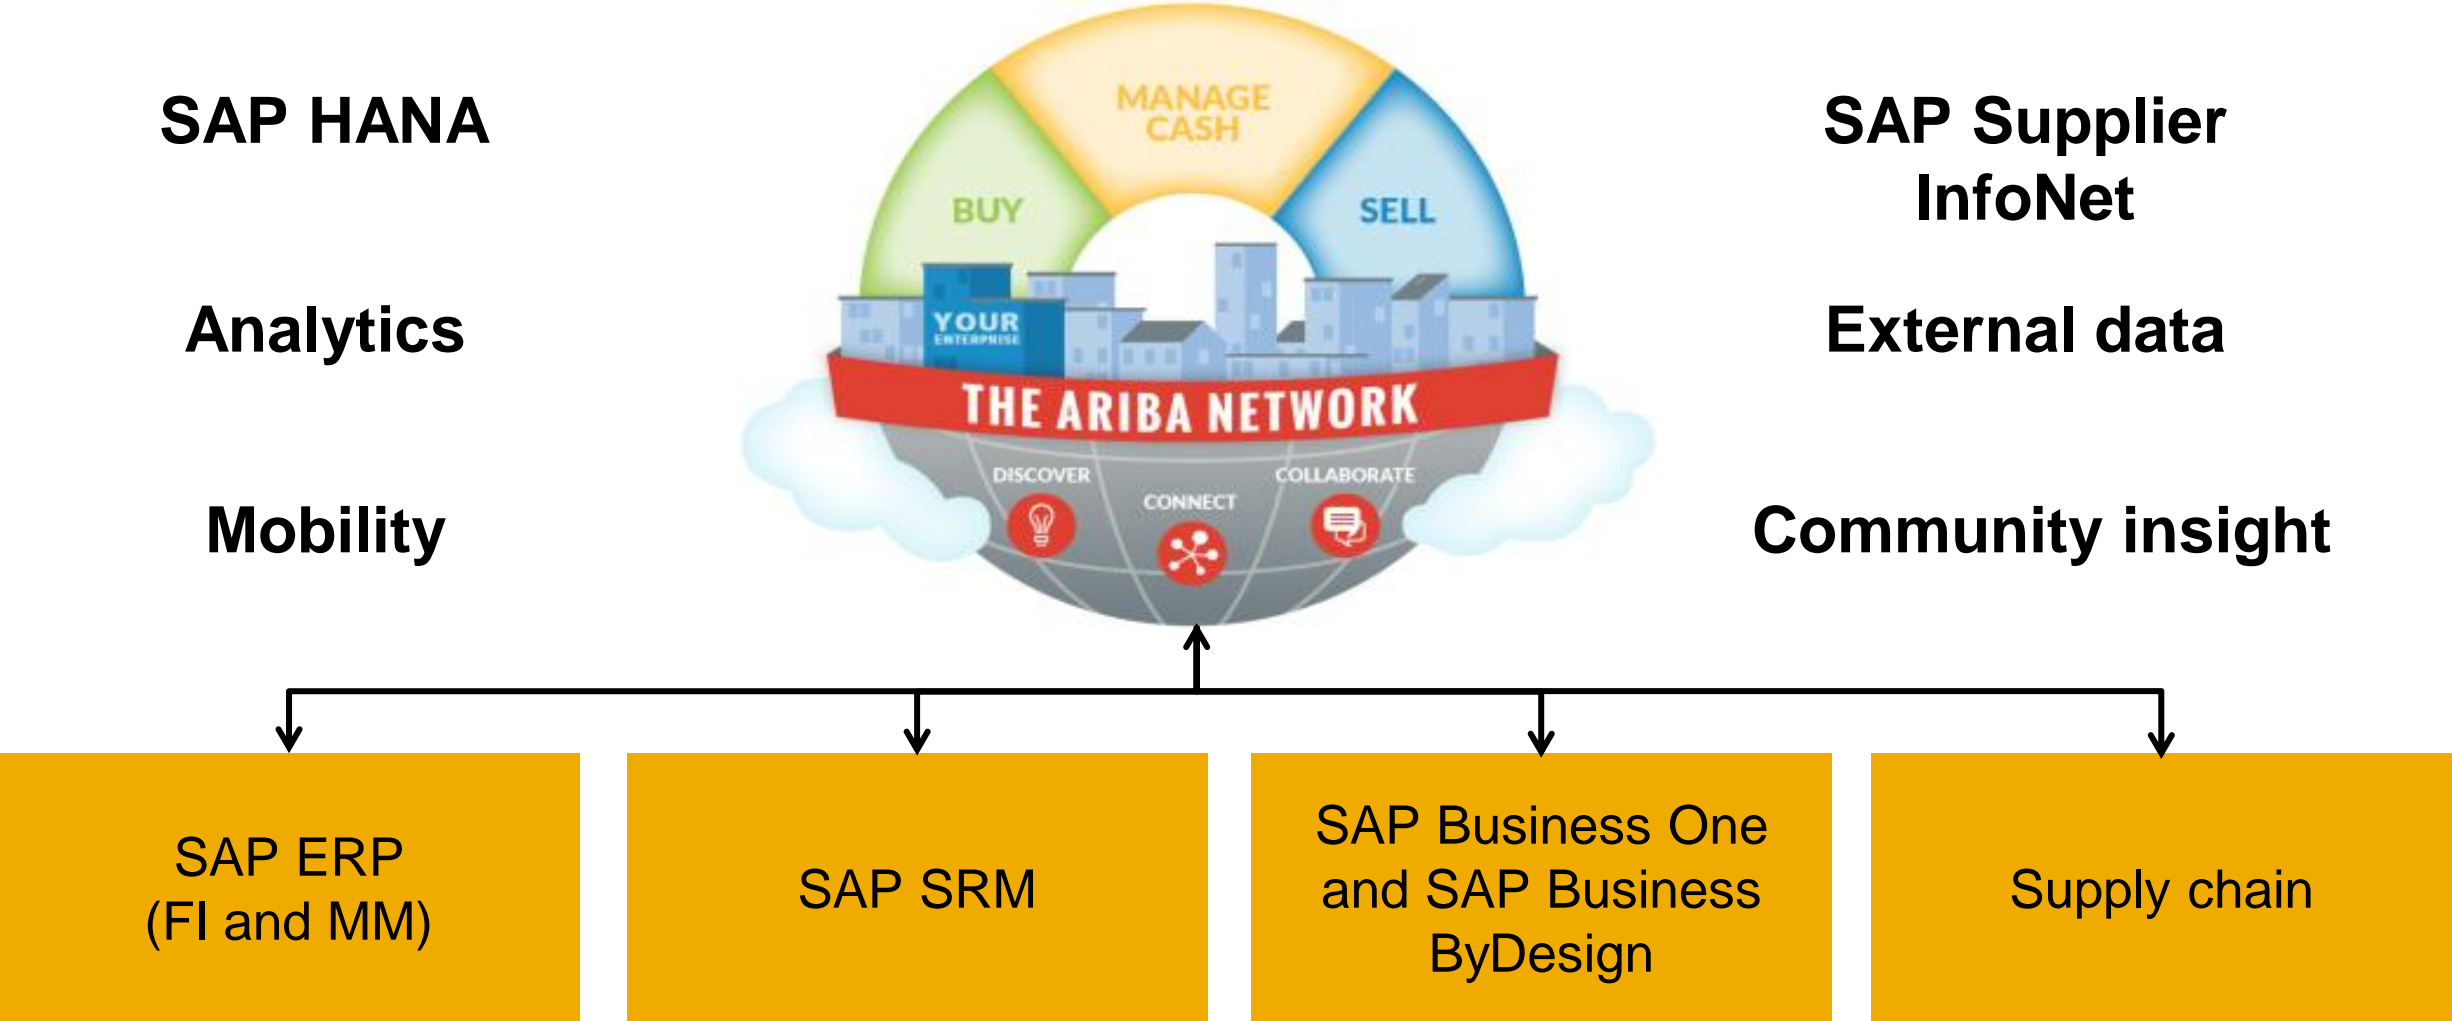 SAP HANA
Analytics
Mobility
MANAGE
CASH
BUY
SELL
YOUR
ENTERPRISE
THE ARIBA NETWORK
DISCOVER
CONNECT
COLLABORATE
SAP Supplier
InfoNet
External data
Community insight
SAP ERP
(FI and MM)
SAP SRM
SAP Business One
and SAP Business
ByDesign
Supply chain